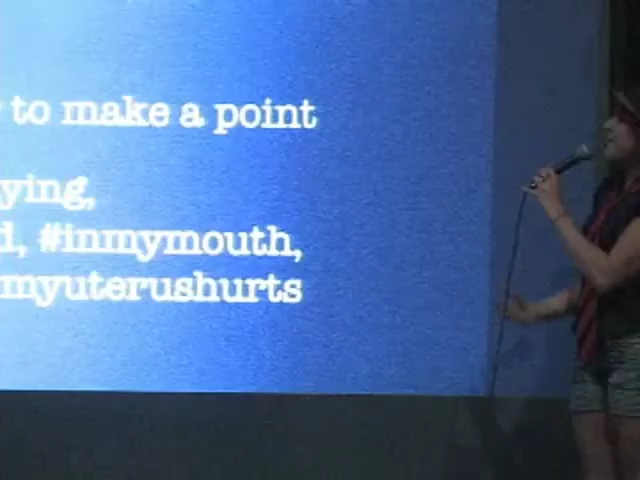 to make a point
ying,
, #inmymouth,
myuterushurts